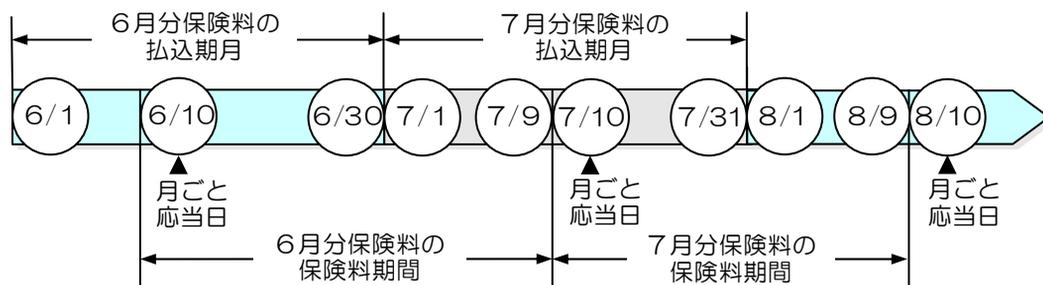 ６月分保険料の
払込期月
７月分保険料の
払込期月
6/1
6/10
6/30
7/1
7/9
7/10
7/31
8/1
8/9
8/10
月ごと
応当日
月ごと
応当日
月ごと
応当日
６月分保険料の
保険料期間
７月分保険料の
保険料期間